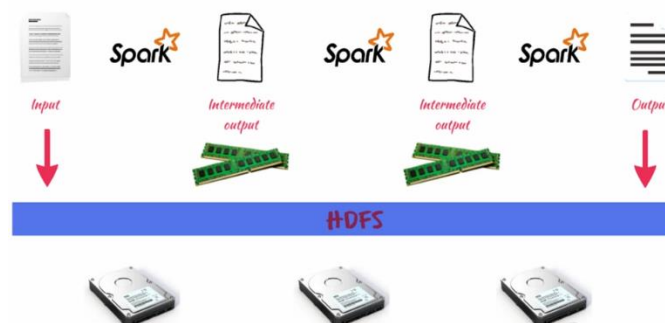 Spark
Spark
Spark
Input
Intermediate
output
Intermediate
output
Outpu
HDFS